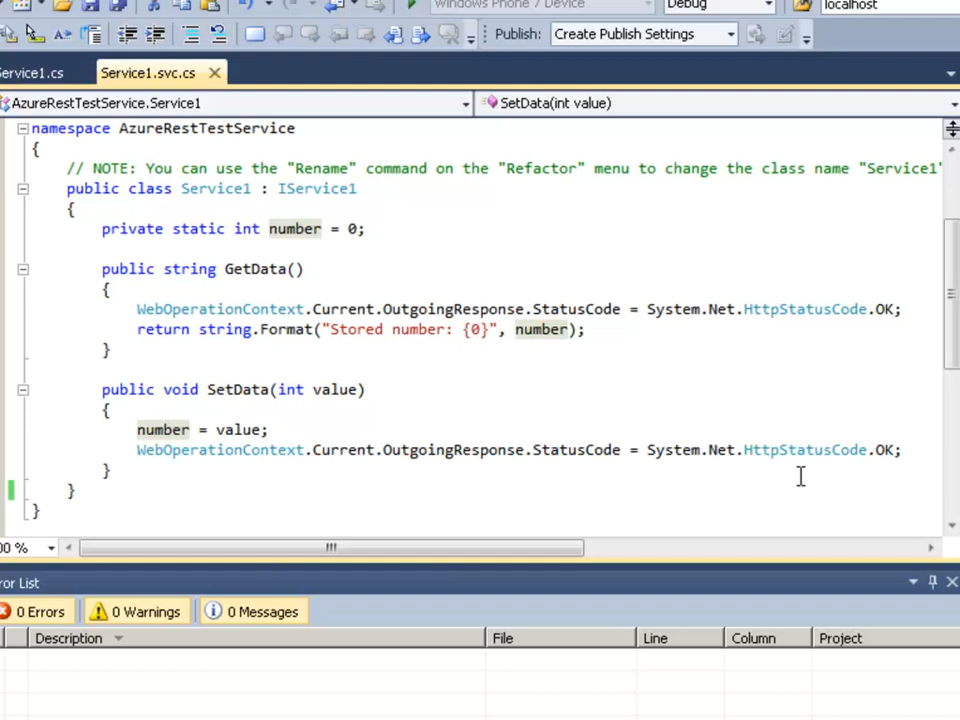 Windows Phone 7 Device
Debug
localhost
Publish: Create Publish Settings
Service1.cs
Service1.svc.cs
AzureRestTestService.Service1
SetData(int value)
namespace AzureRestTestService
{
// NOTE: You can use the "Rename" command on the "Refactor" menu to change the class name "Service1"
public class Service1 : IService1
{
private static int number = 0;
public string GetData()
{
WebOperationContext.Current.OutgoingResponse.StatusCode = System.Net.HttpStatusCode.OK;
return string.Format("Stored number: {0}", number);
}
public void SetData(int value)
{
number = value;
WebOperationContext.Current.OutgoingResponse.StatusCode = System.Net.HttpStatusCode.OK;
}
}
}
00 %
ror List
0 Errors
0 Warnings
0 Messages
Description
File
Line
Column
Project